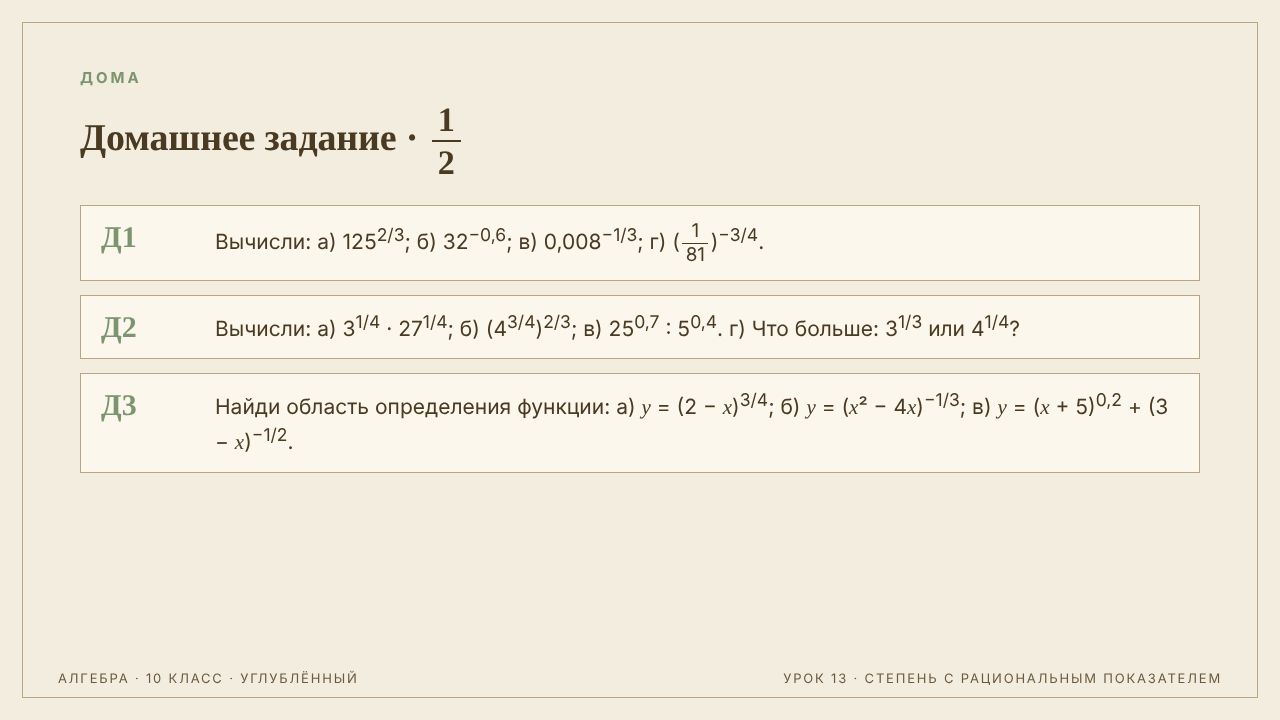 ДОМА
Домашнее задание · 1/2
Д1 Вычисли: а) 125^(2/3); б) 32^(−0,6); в) 0,008^(−1/3); г) (1/81)^(−3/4).
Д2 Вычисли: а) 3^(1/4) · 27^(1/4); б) (4^(3/4))^(2/3); в) 25^(0,7) : 5^(0,4). г) Что больше: 3^(1/3) или 4^(1/4)?
Д3 Найди область определения функции: а) y = (2 − x)^(3/4); б) y = (x² − 4x)^(−1/3); в) y = (x + 5)^(0,2) + (3
− x)^(−1/2).
АЛГЕБРА · 10 КЛАСС · УГЛУБЛЁННЫЙ
УРОК 13 · СТЕПЕНЬ С РАЦИОНАЛЬНЫМ ПОКАЗАТЕЛЕМ